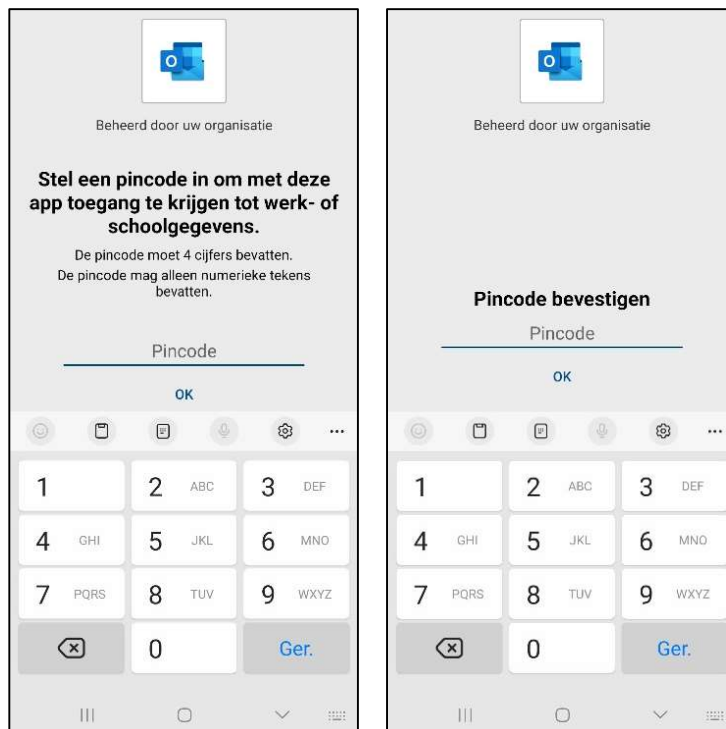 O
Beheerd door uw organisatie
Stel een pincode in om met deze
app toegang te krijgen tot werk- of
schoolgegevens.
De pincode moet 4 cijfers bevatten.
De pincode mag alleen numerieke tekens
bevatten.
Pincode
OK
1
2 ABC
3 DEF
4 GHI
5 JKL
6 MNO
7 PQRS
8 TUV
9 WXYZ
0
Ger.
O
Beheerd door uw organisatie
Pincode bevestigen
Pincode
OK
1
2 ABC
3 DEF
4 GHI
5 JKL
6 MNO
7 PQRS
8 TUV
9 WXYZ
0
Ger.